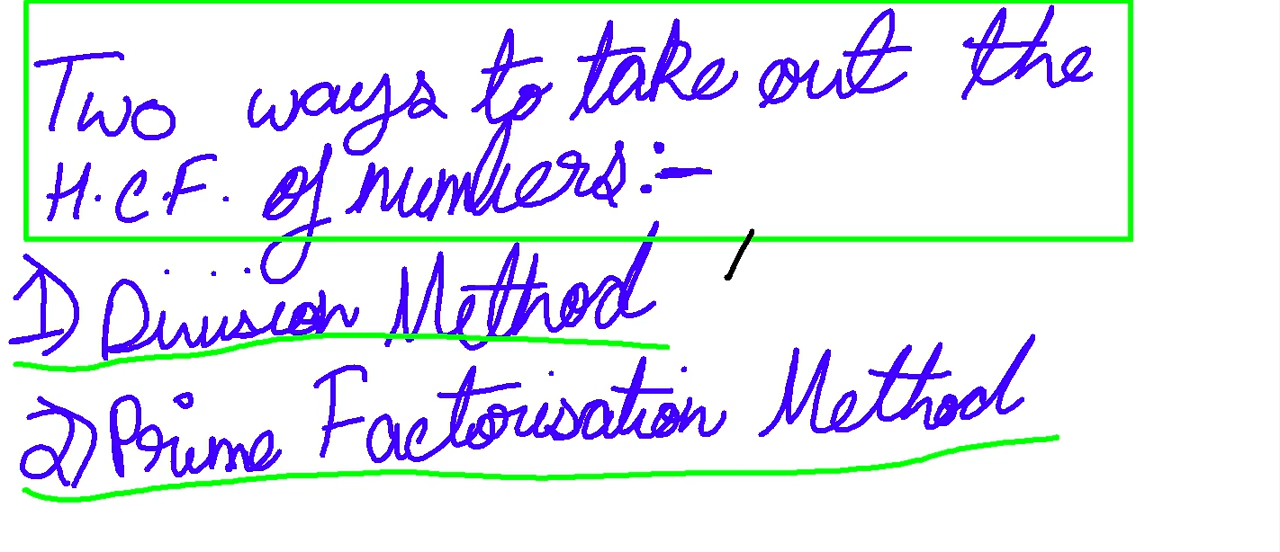 Two ways to take out the
H.C.F. of numbers:-
1) Division Method
2) Prime Factorisation Method